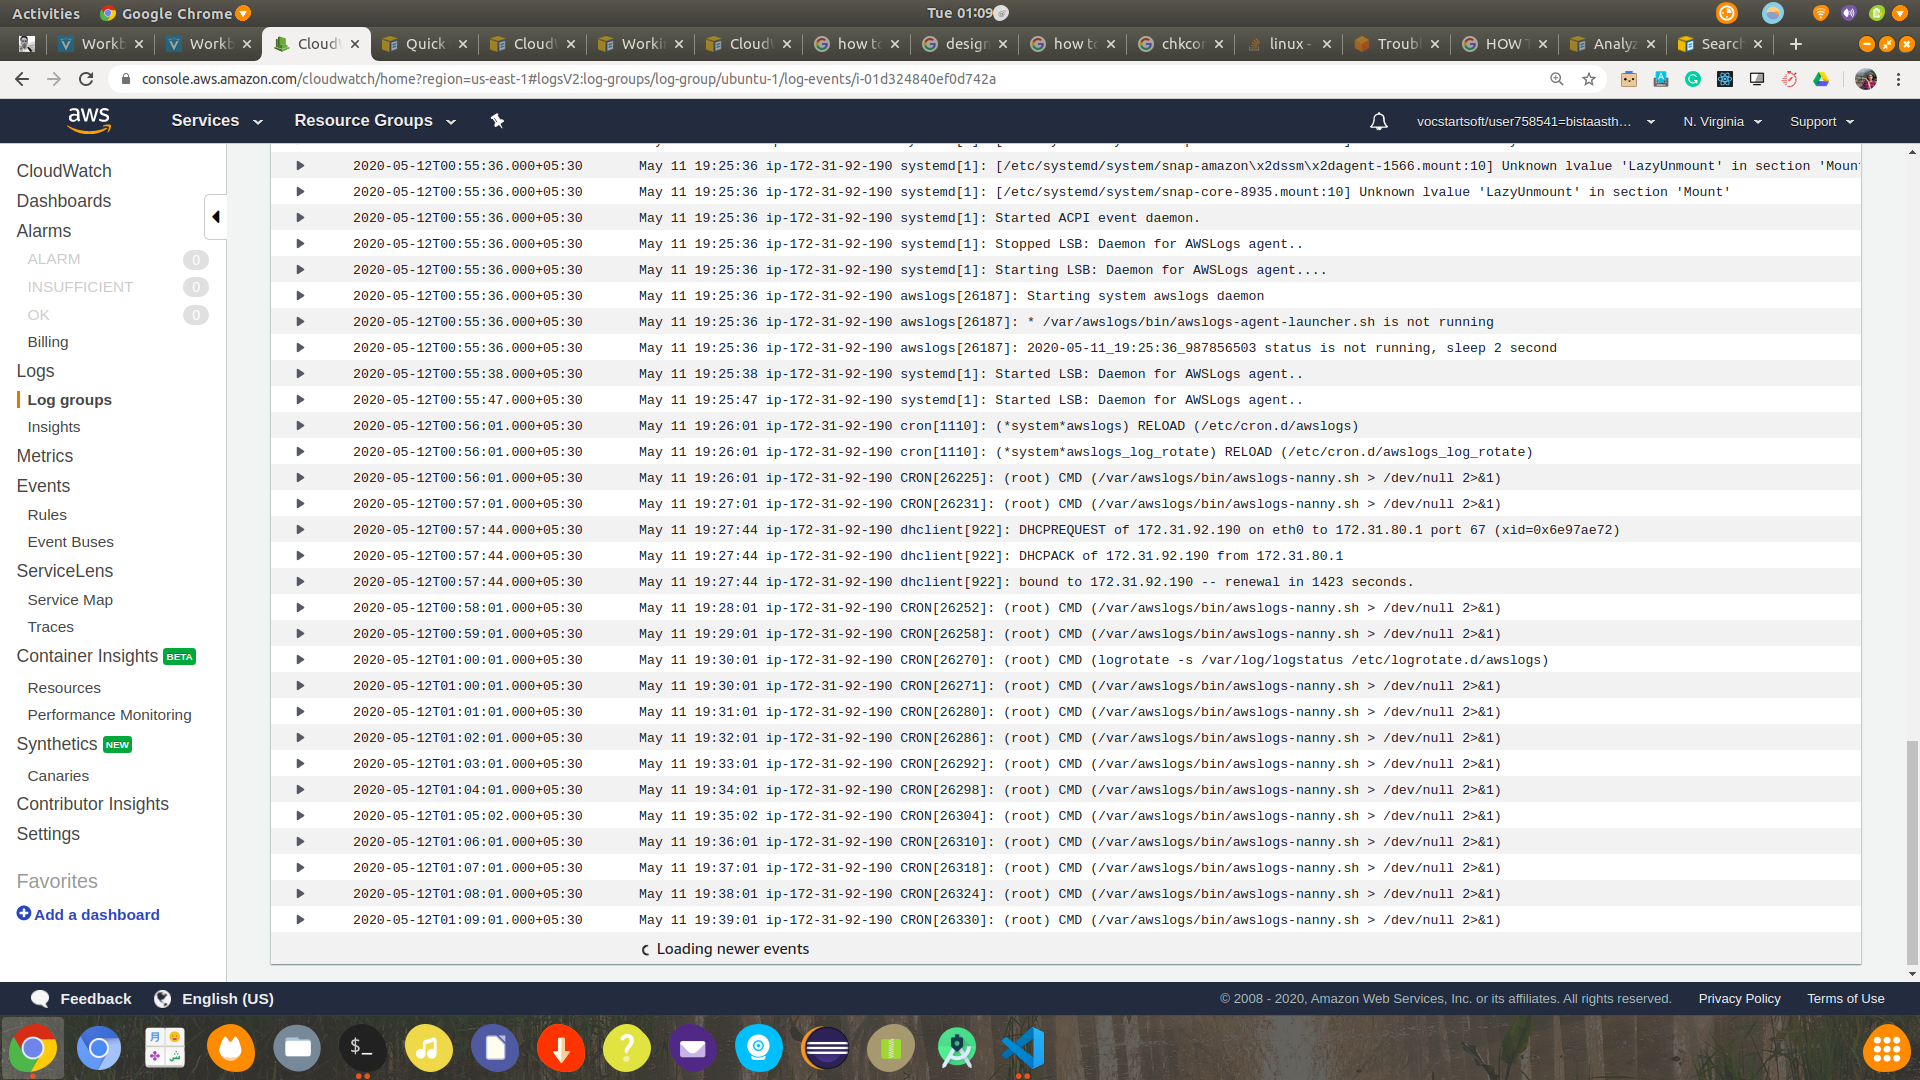 Activities Google Chrome Tue 01:09
Workb Workb CloudW Quick Cloud Worki Cloud how to design how to chkcor linux - Troubl HOW T Analyz Search
console.aws.amazon.com/cloudwatch/home?region=us-east-1#logsV2:log-groups/log-group/ubuntu-1/log-events/i-01d324840ef0d742a
aws Services Resource Groups vocstartsoft/user758541=bistaasth... N. Virginia Support
CloudWatch
Dashboards
Alarms
ALARM 0
INSUFFICIENT 0
OK 0
Billing
Logs
Log groups
Insights
Metrics
Events
Rules
Event Buses
ServiceLens
Service Map
Traces
Container Insights BETA
Resources
Performance Monitoring
Synthetics NEW
Canaries
Contributor Insights
Settings
Favorites
Add a dashboard
2020-05-12T00:55:36.000+05:30 May 11 19:25:36 ip-172-31-92-190 systemd[1]: [/etc/systemd/system/snap-amazon\x2dssm\x2dagent-1566.mount:10] Unknown lvalue 'LazyUnmount' in section 'Moun
2020-05-12T00:55:36.000+05:30 May 11 19:25:36 ip-172-31-92-190 systemd[1]: [/etc/systemd/system/snap-core-8935.mount:10] Unknown lvalue 'LazyUnmount' in section 'Mount'
2020-05-12T00:55:36.000+05:30 May 11 19:25:36 ip-172-31-92-190 systemd[1]: Started ACPI event daemon.
2020-05-12T00:55:36.000+05:30 May 11 19:25:36 ip-172-31-92-190 systemd[1]: Stopped LSB: Daemon for AWSLogs agent..
2020-05-12T00:55:36.000+05:30 May 11 19:25:36 ip-172-31-92-190 systemd[1]: Starting LSB: Daemon for AWSLogs agent....
2020-05-12T00:55:36.000+05:30 May 11 19:25:36 ip-172-31-92-190 awslogs[26187]: Starting system awslogs daemon
2020-05-12T00:55:36.000+05:30 May 11 19:25:36 ip-172-31-92-190 awslogs[26187]: * /var/awslogs/bin/awslogs-agent-launcher.sh is not running
2020-05-12T00:55:36.000+05:30 May 11 19:25:36 ip-172-31-92-190 awslogs[26187]: 2020-05-11_19:25:36_987856503 status is not running, sleep 2 second
2020-05-12T00:55:38.000+05:30 May 11 19:25:38 ip-172-31-92-190 systemd[1]: Started LSB: Daemon for AWSLogs agent..
2020-05-12T00:55:47.000+05:30 May 11 19:25:47 ip-172-31-92-190 systemd[1]: Started LSB: Daemon for AWSLogs agent..
2020-05-12T00:56:01.000+05:30 May 11 19:26:01 ip-172-31-92-190 cron[1110]: (*system*awslogs) RELOAD (/etc/cron.d/awslogs)
2020-05-12T00:56:01.000+05:30 May 11 19:26:01 ip-172-31-92-190 cron[1110]: (*system*awslogs_log_rotate) RELOAD (/etc/cron.d/awslogs_log_rotate)
2020-05-12T00:56:01.000+05:30 May 11 19:26:01 ip-172-31-92-190 CRON[26225]: (root) CMD (/var/awslogs/bin/awslogs-nanny.sh > /dev/null 2>&1)
2020-05-12T00:57:01.000+05:30 May 11 19:27:01 ip-172-31-92-190 CRON[26231]: (root) CMD (/var/awslogs/bin/awslogs-nanny.sh > /dev/null 2>&1)
2020-05-12T00:57:44.000+05:30 May 11 19:27:44 ip-172-31-92-190 dhclient[922]: DHCPREQUEST of 172.31.92.190 on eth0 to 172.31.80.1 port 67 (xid=0x6e97ae72)
2020-05-12T00:57:44.000+05:30 May 11 19:27:44 ip-172-31-92-190 dhclient[922]: DHCPACK of 172.31.92.190 from 172.31.80.1
2020-05-12T00:57:44.000+05:30 May 11 19:27:44 ip-172-31-92-190 dhclient[922]: bound to 172.31.92.190 -- renewal in 1423 seconds.
2020-05-12T00:58:01.000+05:30 May 11 19:28:01 ip-172-31-92-190 CRON[26252]: (root) CMD (/var/awslogs/bin/awslogs-nanny.sh > /dev/null 2>&1)
2020-05-12T00:59:01.000+05:30 May 11 19:29:01 ip-172-31-92-190 CRON[26258]: (root) CMD (/var/awslogs/bin/awslogs-nanny.sh > /dev/null 2>&1)
2020-05-12T01:00:01.000+05:30 May 11 19:30:01 ip-172-31-92-190 CRON[26270]: (root) CMD (logrotate -s /var/log/logstatus /etc/logrotate.d/awslogs)
2020-05-12T01:00:01.000+05:30 May 11 19:30:01 ip-172-31-92-190 CRON[26271]: (root) CMD (/var/awslogs/bin/awslogs-nanny.sh > /dev/null 2>&1)
2020-05-12T01:01:01.000+05:30 May 11 19:31:01 ip-172-31-92-190 CRON[26280]: (root) CMD (/var/awslogs/bin/awslogs-nanny.sh > /dev/null 2>&1)
2020-05-12T01:02:01.000+05:30 May 11 19:32:01 ip-172-31-92-190 CRON[26286]: (root) CMD (/var/awslogs/bin/awslogs-nanny.sh > /dev/null 2>&1)
2020-05-12T01:03:01.000+05:30 May 11 19:33:01 ip-172-31-92-190 CRON[26292]: (root) CMD (/var/awslogs/bin/awslogs-nanny.sh > /dev/null 2>&1)
2020-05-12T01:04:01.000+05:30 May 11 19:34:01 ip-172-31-92-190 CRON[26298]: (root) CMD (/var/awslogs/bin/awslogs-nanny.sh > /dev/null 2>&1)
2020-05-12T01:05:02.000+05:30 May 11 19:35:02 ip-172-31-92-190 CRON[26304]: (root) CMD (/var/awslogs/bin/awslogs-nanny.sh > /dev/null 2>&1)
2020-05-12T01:06:01.000+05:30 May 11 19:36:01 ip-172-31-92-190 CRON[26310]: (root) CMD (/var/awslogs/bin/awslogs-nanny.sh > /dev/null 2>&1)
2020-05-12T01:07:01.000+05:30 May 11 19:37:01 ip-172-31-92-190 CRON[26318]: (root) CMD (/var/awslogs/bin/awslogs-nanny.sh > /dev/null 2>&1)
2020-05-12T01:08:01.000+05:30 May 11 19:38:01 ip-172-31-92-190 CRON[26324]: (root) CMD (/var/awslogs/bin/awslogs-nanny.sh > /dev/null 2>&1)
2020-05-12T01:09:01.000+05:30 May 11 19:39:01 ip-172-31-92-190 CRON[26330]: (root) CMD (/var/awslogs/bin/awslogs-nanny.sh > /dev/null 2>&1)
Loading newer events
Feedback English (US) © 2008 - 2020, Amazon Web Services, Inc. or its affiliates. All rights reserved. Privacy Policy Terms of Use